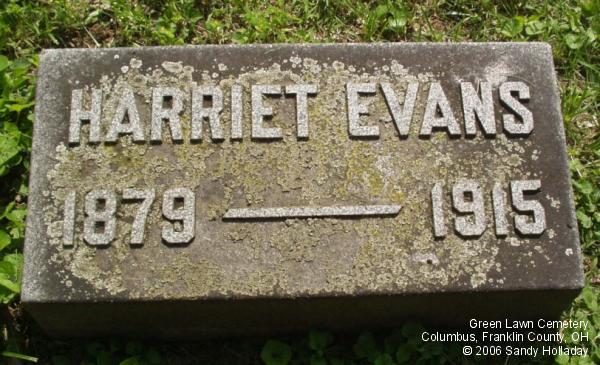 HARRIET EVANS
1879 — 1915
Green Lawn Cemetery
Columbus, Franklin County, OH
© 2006 Sandy Holladay